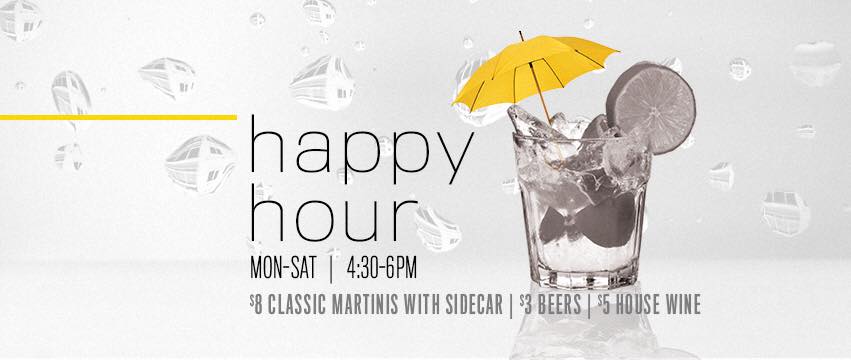 happy
hour
MON-SAT | 4:30-6PM
$8 CLASSIC MARTINIS WITH SIDECAR | $3 BEERS | $5 HOUSE WINE